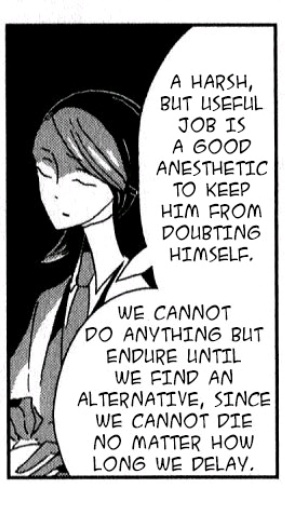 A HARSH,
BUT USEFUL
JOB IS
A GOOD
ANESTHETIC
TO KEEP
HIM FROM
DOUBTING
HIMSELF.
WE CANNOT
DO ANYTHING BUT
ENDURE UNTIL
WE FIND AN
ALTERNATIVE, SINCE
WE CANNOT DIE
NO MATTER HOW
LONG WE DELAY.